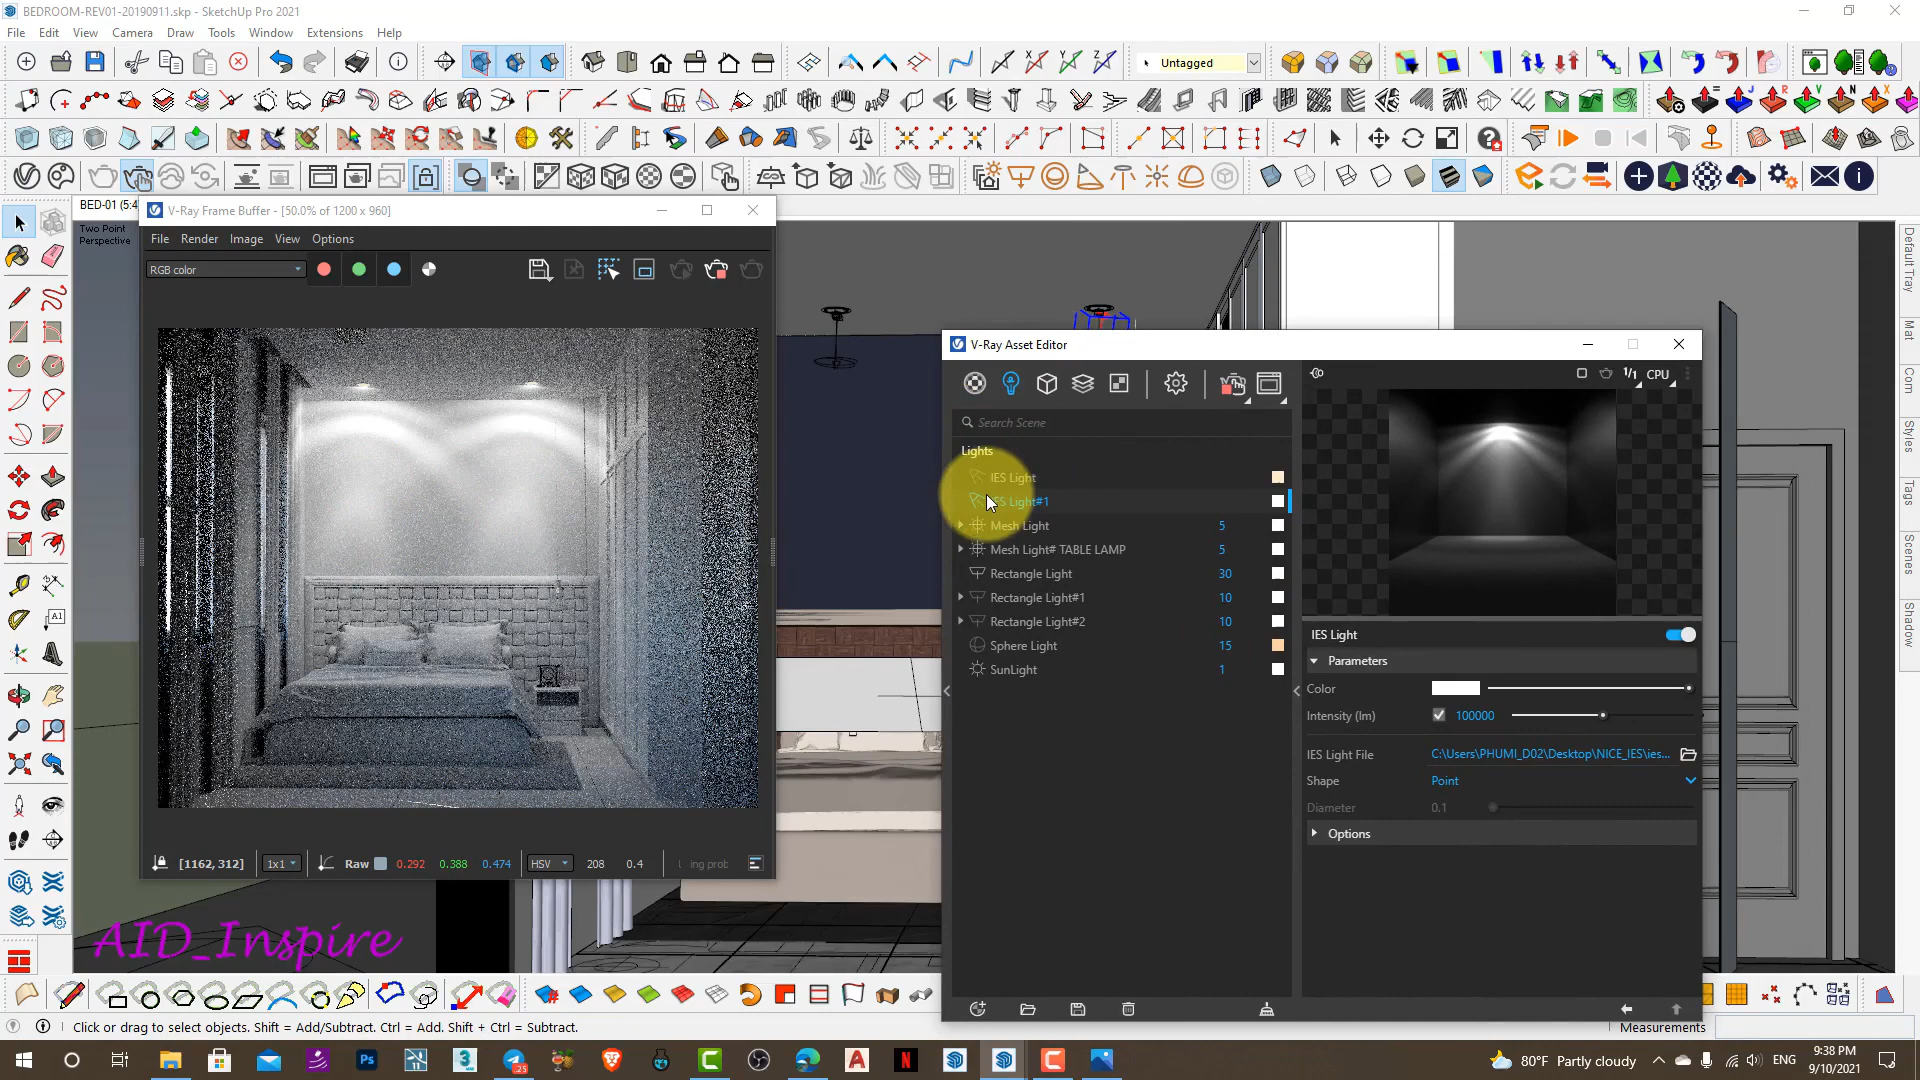 BEDROOM-REV01-20190911.skp - SketchUp Pro 2021
File Edit View Camera Draw Tools Window Extensions Help
Untagged
BED-01 (5:4
Two Point
Perspective
V-Ray Frame Buffer - [50.0% of 1200 x 960]
File Render Image View Options
RGB color
[1162, 312] 1x1 Raw 0.292 0.388 0.474 HSV 208 0.4
V-Ray Asset Editor
CPU
Search Scene
Lights
IES Light
IES Light#1
Mesh Light 5
Mesh Light# TABLE LAMP 5
Rectangle Light 30
Rectangle Light#1 10
Rectangle Light#2 10
Sphere Light 15
SunLight 1
IES Light
Parameters
Color
Intensity (lm) 100000
IES Light File C:\Users\PHUMI_D02\Desktop\NICE_IES\ies...
Shape Point
Diameter 0.1
Options
Default Tray
Mat
Com
Styles
Tags
Scenes
Shadow
AID_Inspire
Click or drag to select objects. Shift = Add/Subtract. Ctrl = Add. Shift + Ctrl = Subtract.
Measurements
80°F Partly cloudy
ENG
9:38 PM
9/10/2021